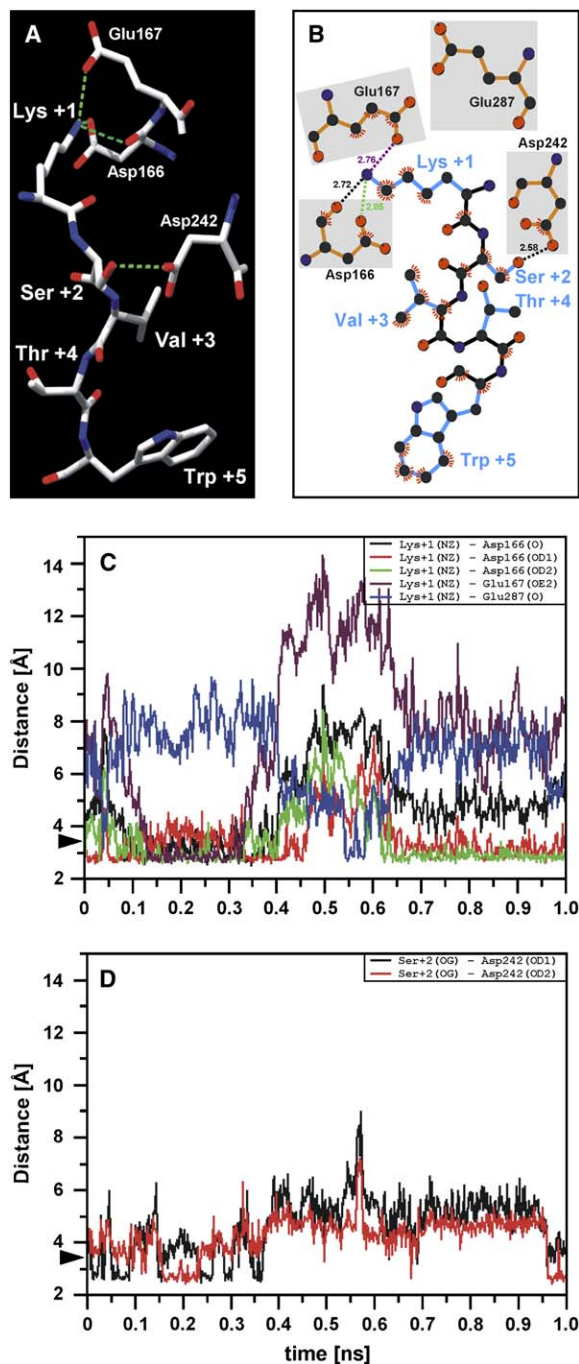 A
Glu167
Lys +1
Asp166
Asp242
Ser +2
Val +3
Thr +4
Trp +5
B
Glu167
Glu287
Asp242
2.76
Lys +1
2.72
2.85
2.58
Asp166
Ser +2
Val +3
Thr +4
Trp +5
C
Lys+1(NZ) - Asp166(O)
Lys+1(NZ) - Asp166(OD1)
Lys+1(NZ) - Asp166(OD2)
Lys+1(NZ) - Glu167(OE2)
Lys+1(NZ) - Glu287(O)
Distance [Å]
14
12
10
8
6
4
2
0 0.1 0.2 0.3 0.4 0.5 0.6 0.7 0.8 0.9 1.0
D
Ser+2(OG) - Asp242(OD1)
Ser+2(OG) - Asp242(OD2)
Distance [Å]
14
12
10
8
6
4
2
0 0.1 0.2 0.3 0.4 0.5 0.6 0.7 0.8 0.9 1.0
time [ns]